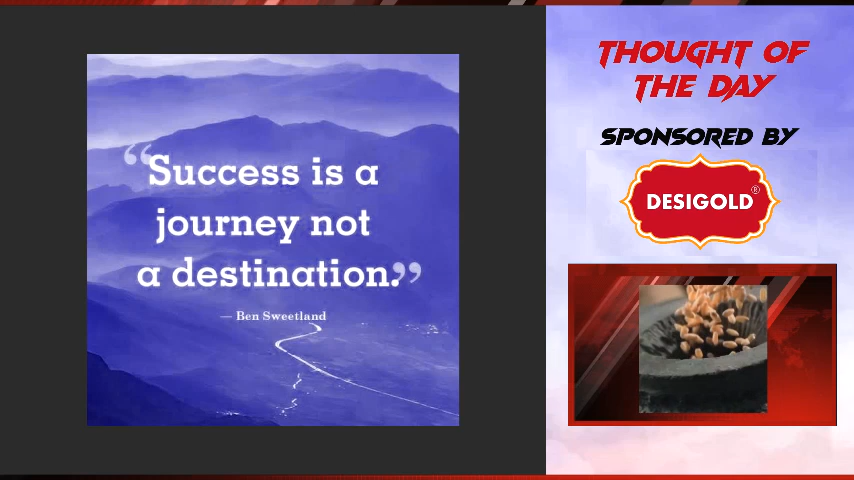 “Success is a
journey not
a destination.”
— Ben Sweetland
THOUGHT OF
THE DAY
SPONSORED BY
DESIGOLD®